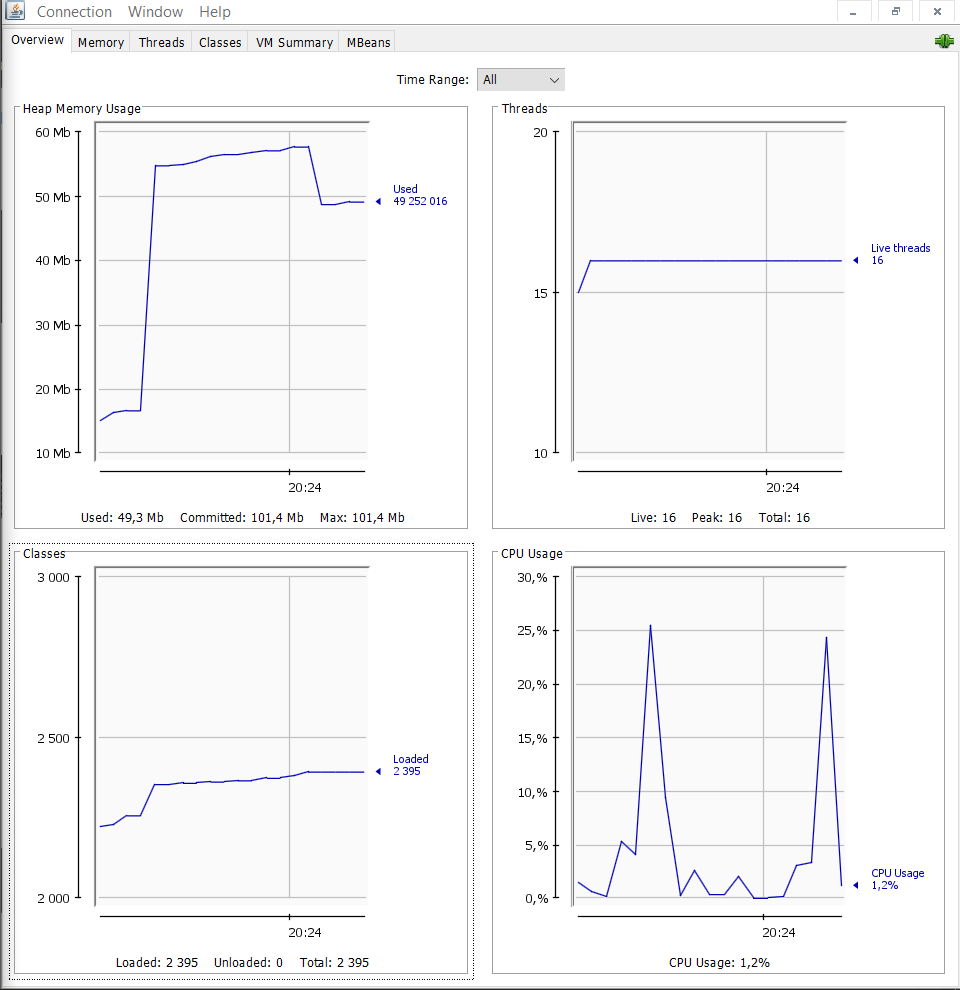 Connection Window Help
Overview Memory Threads Classes VM Summary MBeans
Time Range: All
Heap Memory Usage
60 Mb
50 Mb
40 Mb
30 Mb
20 Mb
10 Mb
Used
49 252 016
20:24
Used: 49,3 Mb Committed: 101,4 Mb Max: 101,4 Mb
Threads
20
15
10
Live threads
16
20:24
Live: 16 Peak: 16 Total: 16
Classes
3 000
2 500
2 000
Loaded
2 395
20:24
Loaded: 2 395 Unloaded: 0 Total: 2 395
CPU Usage
30,%
25,%
20,%
15,%
10,%
5,%
0,%
CPU Usage
1,2%
20:24
CPU Usage: 1,2%